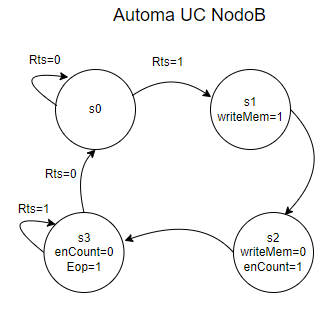 Automa UC NodoB
Rts=0
Rts=1
s0
s1
writeMem=1
Rts=0
Rts=1
s3
enCount=0
Eop=1
s2
writeMem=0
enCount=1